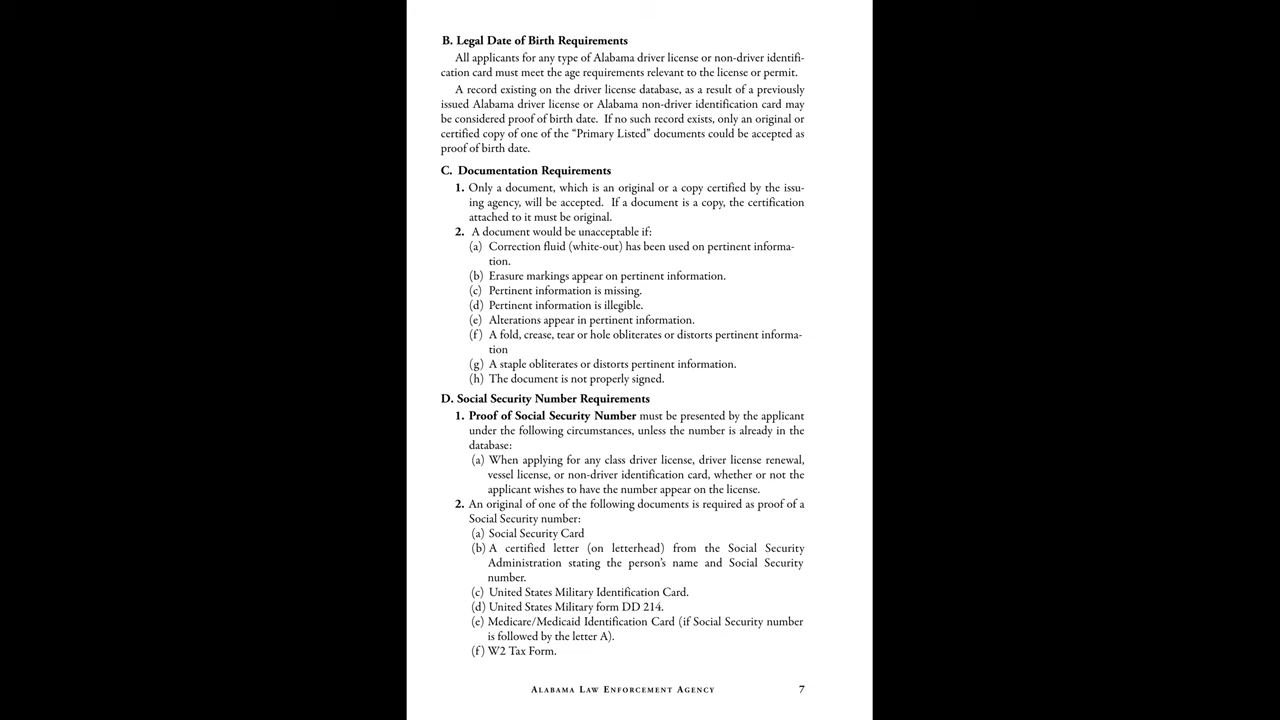 B. Legal Date of Birth Requirements
All applicants for any type of Alabama driver license or non-driver identifi-
cation card must meet the age requirements relevant to the license or permit.
A record existing on the driver license database, as a result of a previously
issued Alabama driver license or Alabama non-driver identification card may
be considered proof of birth date. If no such record exists, only an original or
certified copy of one of the “Primary Listed” documents could be accepted as
proof of birth date.
C. Documentation Requirements
1. Only a document, which is an original or a copy certified by the issu-
ing agency, will be accepted. If a document is a copy, the certification
attached to it must be original.
2. A document would be unacceptable if:
(a) Correction fluid (white-out) has been used on pertinent informa-
tion.
(b) Erasure markings appear on pertinent information.
(c) Pertinent information is missing.
(d) Pertinent information is illegible.
(e) Alterations appear in pertinent information.
(f) A fold, crease, tear or hole obliterates or distorts pertinent informa-
tion
(g) A staple obliterates or distorts pertinent information.
(h) The document is not properly signed.
D. Social Security Number Requirements
1. Proof of Social Security Number must be presented by the applicant
under the following circumstances, unless the number is already in the
database:
(a) When applying for any class driver license, driver license renewal,
vessel license, or non-driver identification card, whether or not the
applicant wishes to have the number appear on the license.
2. An original of one of the following documents is required as proof of a
Social Security number:
(a) Social Security Card
(b) A certified letter (on letterhead) from the Social Security
Administration stating the person’s name and Social Security
number.
(c) United States Military Identification Card.
(d) United States Military form DD 214.
(e) Medicare/Medicaid Identification Card (if Social Security number
is followed by the letter A).
(f) W2 Tax Form.
Alabama Law Enforcement Agency 7